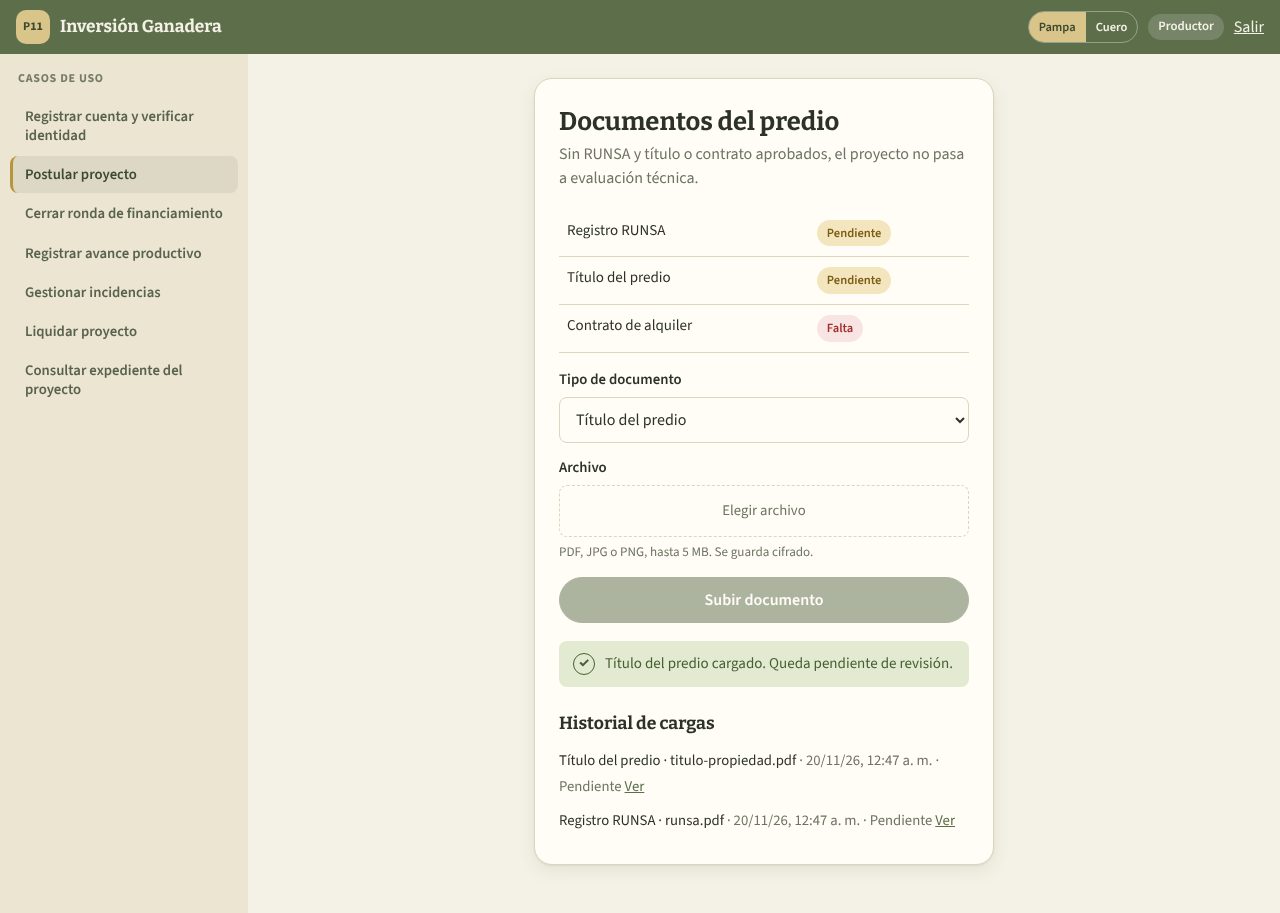 P11
Inversión Ganadera
Pampa
Cuero
Productor
Salir
CASOS DE USO
Registrar cuenta y verificar
identidad
Postular proyecto
Cerrar ronda de financiamiento
Registrar avance productivo
Gestionar incidencias
Liquidar proyecto
Consultar expediente del
proyecto
Documentos del predio
Sin RUNSA y título o contrato aprobados, el proyecto no pasa
a evaluación técnica.
Registro RUNSA
Pendiente
Título del predio
Pendiente
Contrato de alquiler
Falta
Tipo de documento
Título del predio
Archivo
Elegir archivo
PDF, JPG o PNG, hasta 5 MB. Se guarda cifrado.
Subir documento
Título del predio cargado. Queda pendiente de revisión.
Historial de cargas
Título del predio · titulo-propiedad.pdf · 20/11/26, 12:47 a. m. ·
Pendiente Ver
Registro RUNSA · runsa.pdf · 20/11/26, 12:47 a. m. · Pendiente Ver